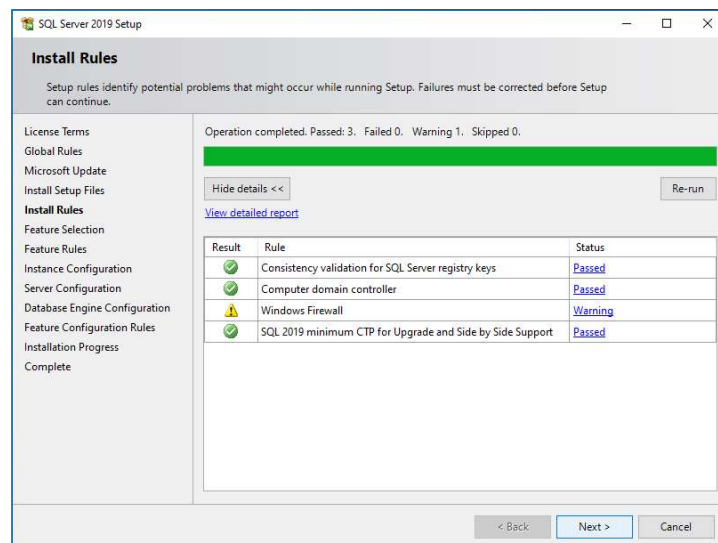 SQL Server 2019 Setup
Install Rules
Setup rules identify potential problems that might occur while running Setup. Failures must be corrected before Setup
can continue.
License Terms
Global Rules
Microsoft Update
Install Setup Files
Install Rules
Feature Selection
Feature Rules
Instance Configuration
Server Configuration
Database Engine Configuration
Feature Configuration Rules
Installation Progress
Complete
Operation completed. Passed: 3. Failed 0. Warning 1. Skipped 0.
Hide details << Re-run
View detailed report
Result Rule Status
Consistency validation for SQL Server registry keys Passed
Computer domain controller Passed
Windows Firewall Warning
SQL 2019 minimum CTP for Upgrade and Side by Side Support Passed
< Back Next > Cancel